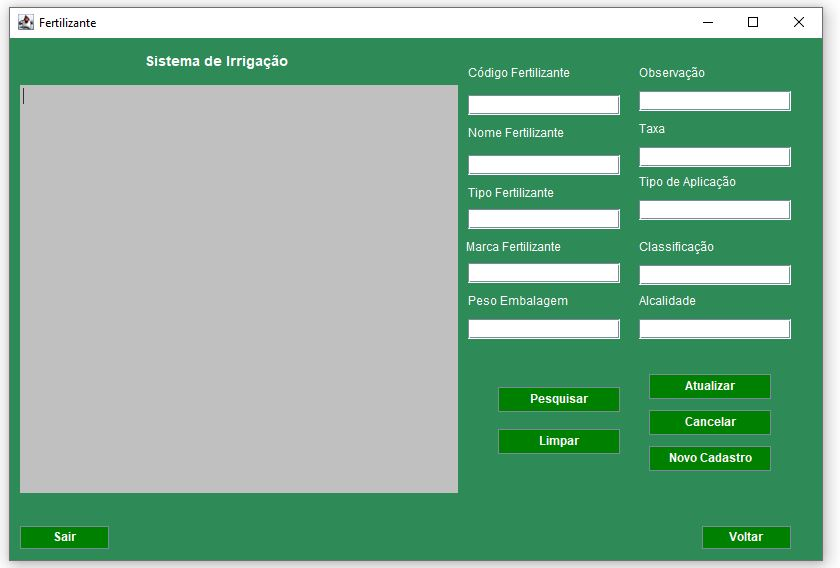 Fertilizante
Sistema de Irrigação
Código Fertilizante
Observação
Nome Fertilizante
Taxa
Tipo Fertilizante
Tipo de Aplicação
Marca Fertilizante
Classificação
Peso Embalagem
Alcalidade
Pesquisar
Atualizar
Limpar
Cancelar
Novo Cadastro
Sair
Voltar